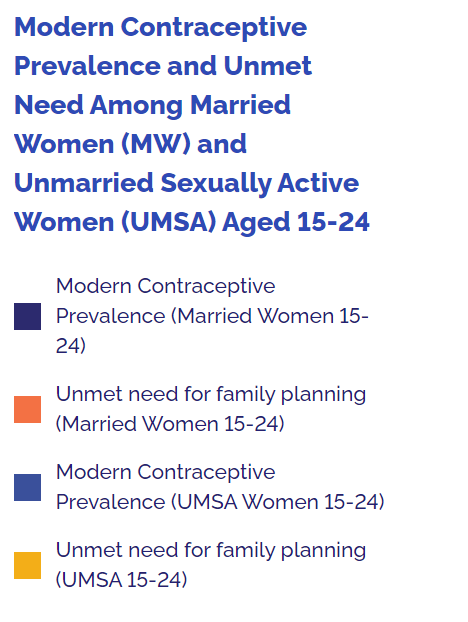 Modern Contraceptive
Prevalence and Unmet
Need Among Married
Women (MW) and
Unmarried Sexually Active
Women (UMSA) Aged 15-24
Modern Contraceptive
Prevalence (Married Women 15-
24)
Unmet need for family planning
(Married Women 15-24)
Modern Contraceptive
Prevalence (UMSA Women 15-24)
Unmet need for family planning
(UMSA 15-24)